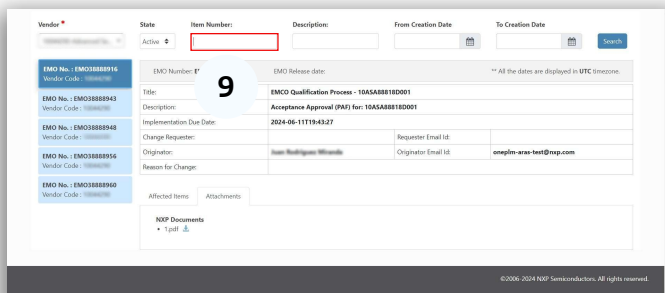 Vendor * State Item Number: Description: From Creation Date To Creation Date
Active Search
EMO No. : EMO38888916
Vendor Code :
EMO No. : EMO38888943
Vendor Code :
EMO No. : EMO38888948
Vendor Code :
EMO No. : EMO38888956
Vendor Code :
EMO No. : EMO38888960
Vendor Code :
EMO Number: EMO Release date: ** All the dates are displayed in UTC timezone.
9
Title: EMCO Qualification Process - 10ASA88818D001
Description: Acceptance Approval (PAF) for: 10ASA88818D001
Implementation Due Date: 2024-06-11T19:43:27
Change Requester: Requester Email Id:
Originator: Originator Email Id: oneplm-aras-test@nxp.com
Reason for Change:
Affected Items Attachments
NXP Documents
• 1.pdf
©2006-2024 NXP Semiconductors. All rights reserved.